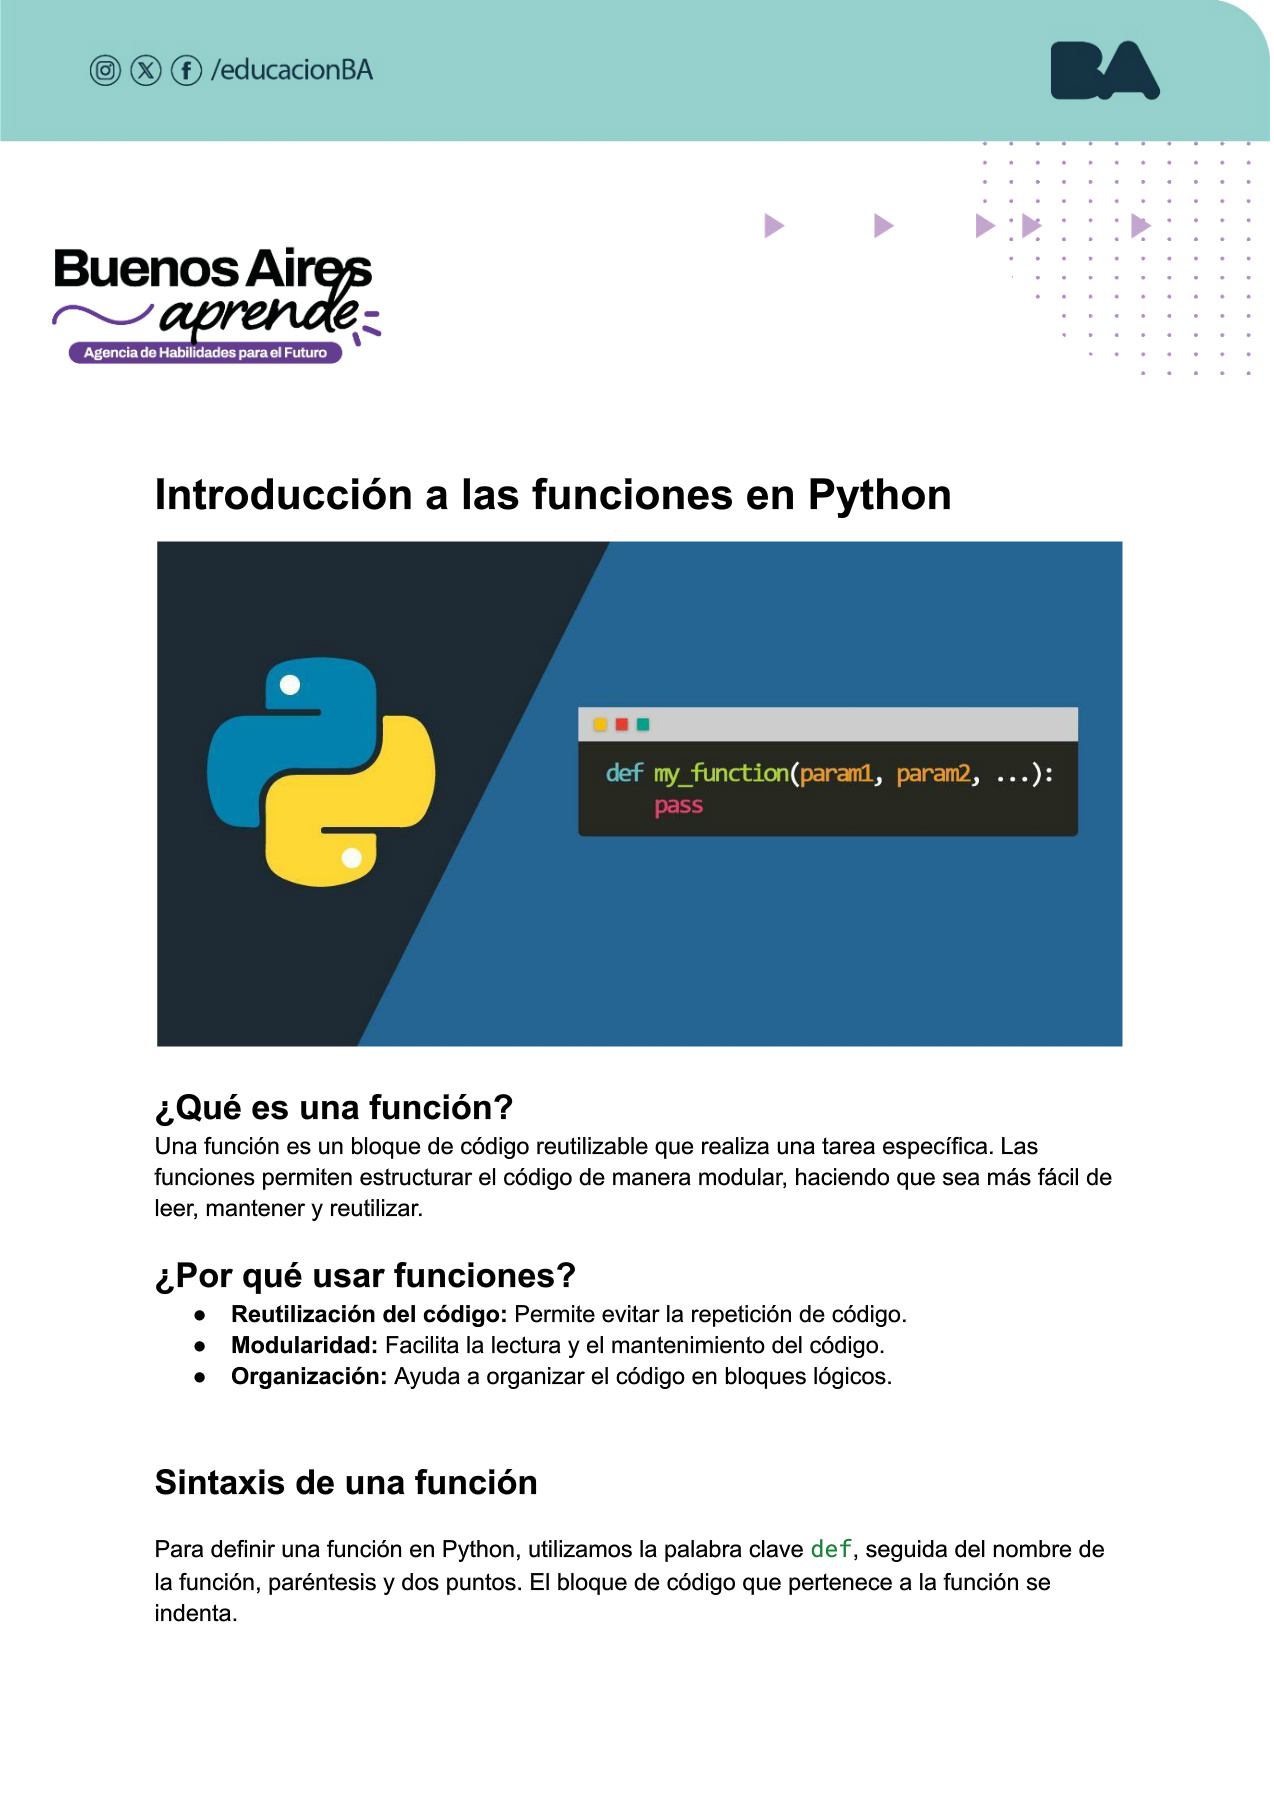 /educacionBA
BA
Buenos Aires
aprende
Agencia de Habilidades para el Futuro
Introducción a las funciones en Python
def my_function(param1, param2, ...):
pass
¿Qué es una función?
Una función es un bloque de código reutilizable que realiza una tarea específica. Las
funciones permiten estructurar el código de manera modular, haciendo que sea más fácil de
leer, mantener y reutilizar.
¿Por qué usar funciones?
● Reutilización del código: Permite evitar la repetición de código.
● Modularidad: Facilita la lectura y el mantenimiento del código.
● Organización: Ayuda a organizar el código en bloques lógicos.
Sintaxis de una función
Para definir una función en Python, utilizamos la palabra clave def, seguida del nombre de
la función, paréntesis y dos puntos. El bloque de código que pertenece a la función se
indenta.